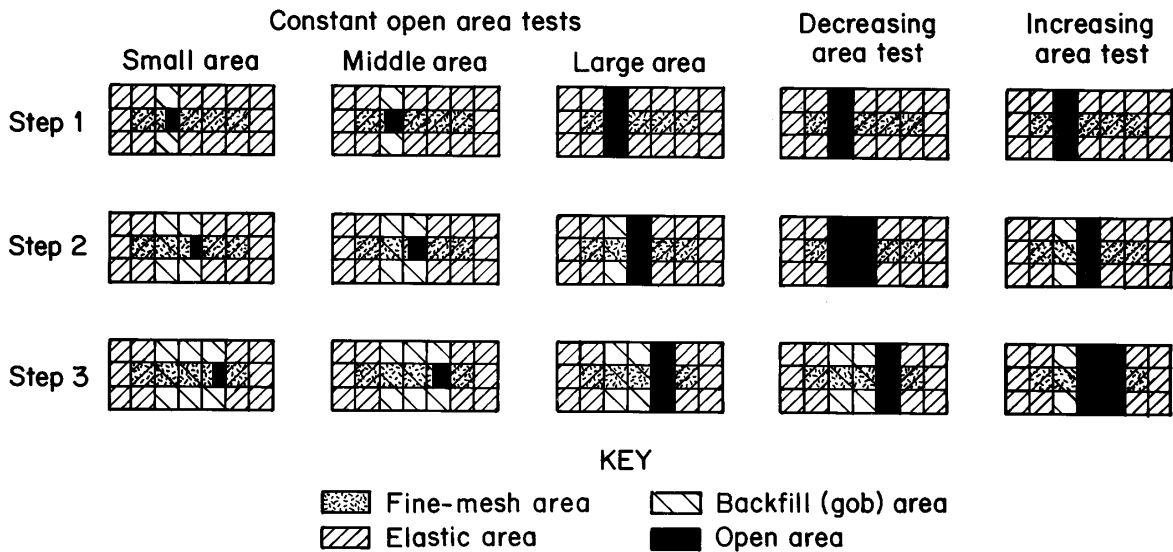 Constant open area tests
Decreasing area test
Increasing area test
Small area
Middle area
Large area
Step 1
Step 2
Step 3
KEY
Fine-mesh area
Backfill (gob) area
Elastic area
Open area